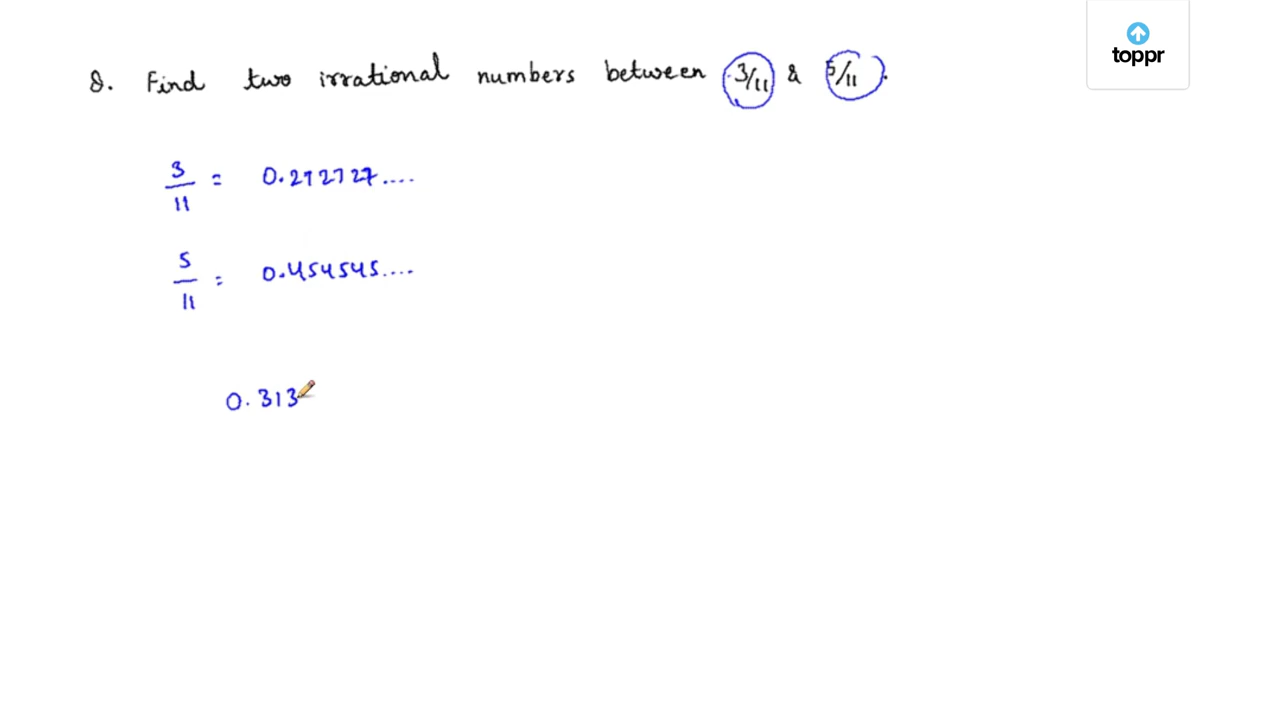 toppr
Q. Find two irrational numbers between 3/11 & 5/11.
3/11 = 0.272727....
5/11 = 0.454545....
0.313